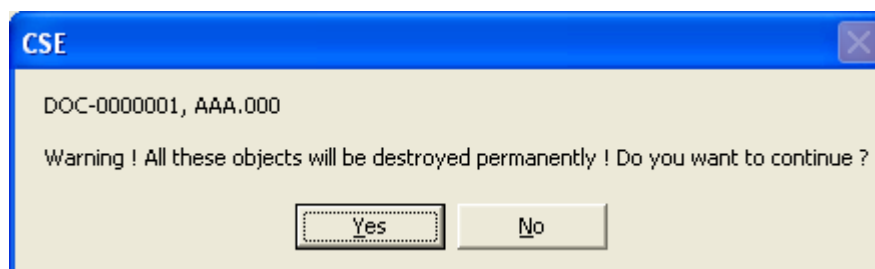 CSE
DOC-0000001, AAA.000
Warning ! All these objects will be destroyed permanently ! Do you want to continue ?
Yes No